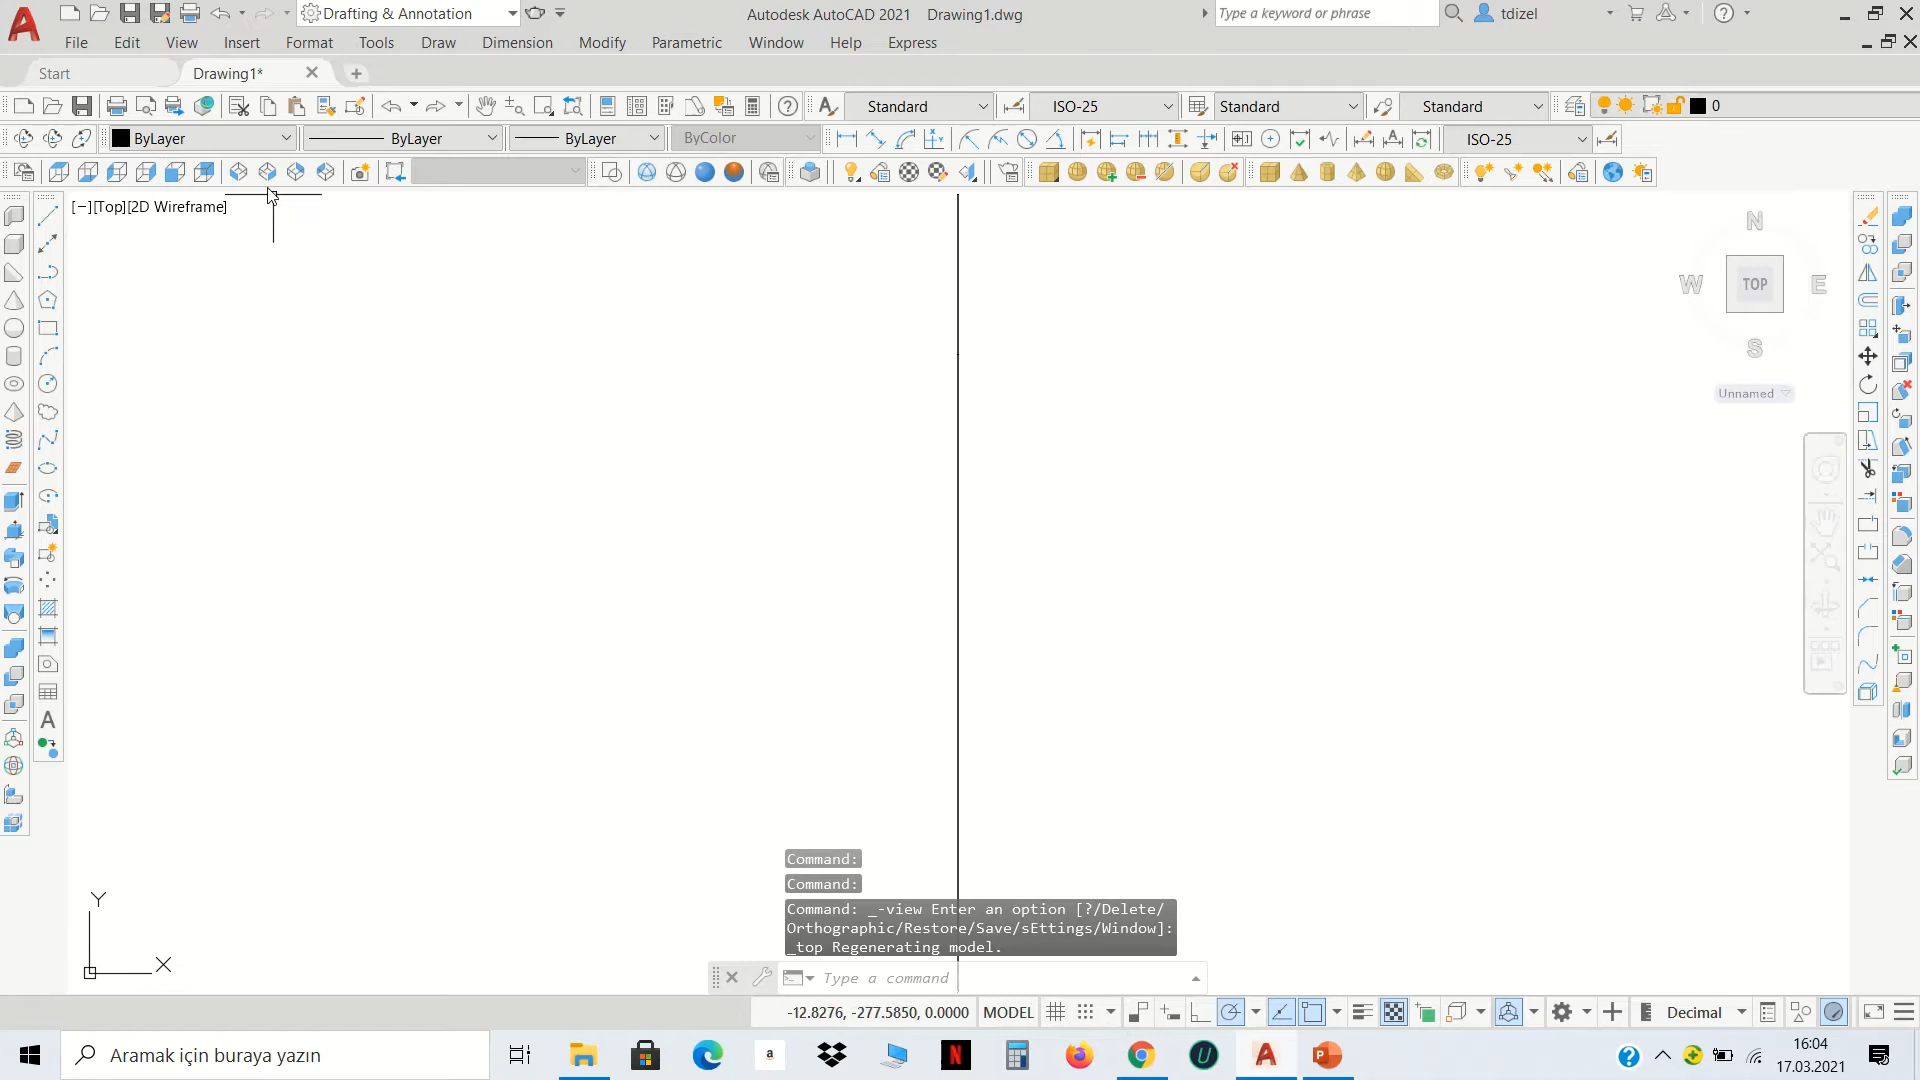 Drafting & Annotation
Autodesk AutoCAD 2021 Drawing1.dwg
Type a keyword or phrase
tdizel
File Edit View Insert Format Tools Draw Dimension Modify Parametric Window Help Express
Start
Drawing1*
Standard
ISO-25
Standard
Standard
0
ByLayer
ByLayer
ByLayer
ByColor
ISO-25
[−][Top][2D Wireframe]
N
W
TOP
E
S
Unnamed
Y
X
Command:
Command:
Command: _-view Enter an option [?/Delete/
Orthographic/Restore/Save/sEttings/Window]:
_top Regenerating model.
Type a command
-12.8276, -277.5850, 0.0000
MODEL
Decimal
Aramak için buraya yazın
16:04
17.03.2021